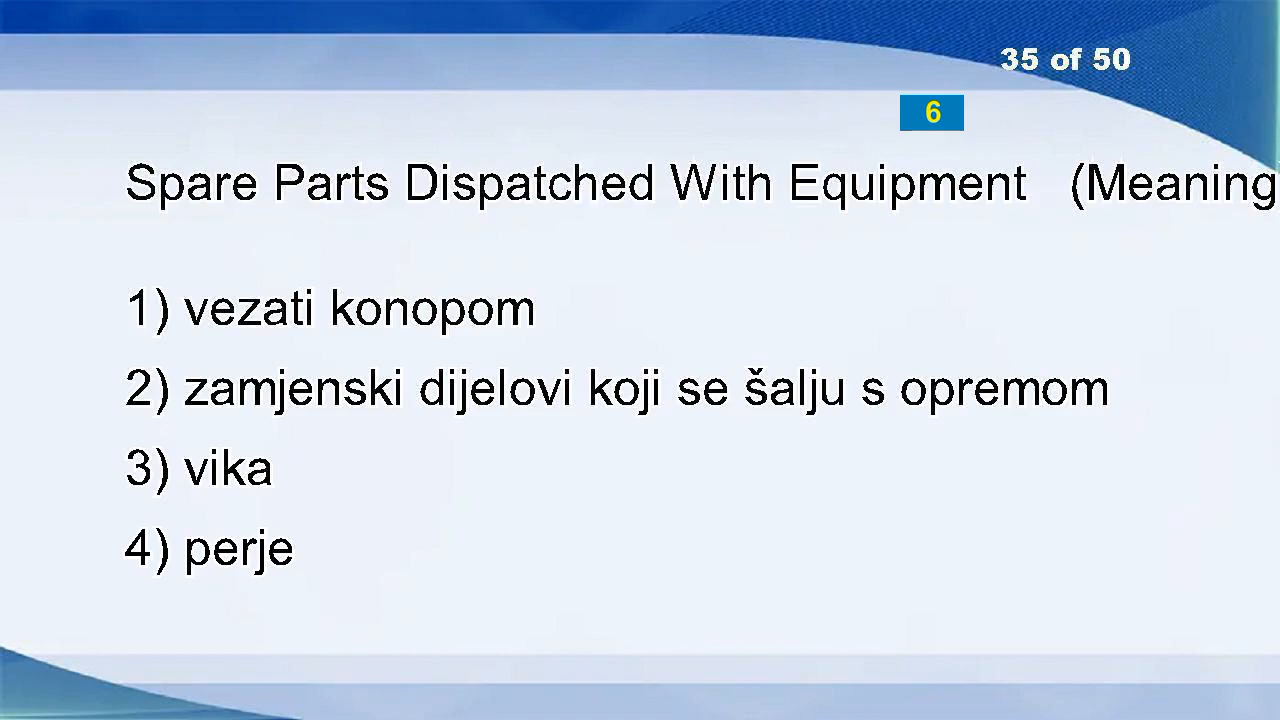 35 of 50
6
Spare Parts Dispatched With Equipment (Meaning
1) vezati konopom
2) zamjenski dijelovi koji se šalju s opremom
3) vika
4) perje